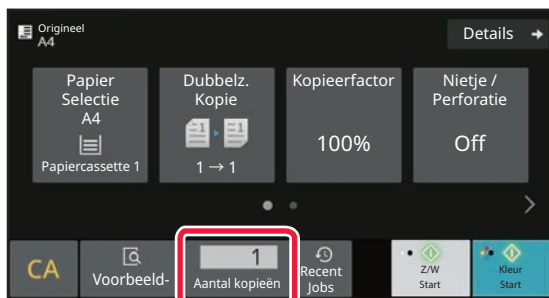 Origineel
A4
Details
Papier
Selectie
A4
Papiercassette 1
Dubbelz.
Kopie
1 → 1
Kopieerfactor
100%
Nietje /
Perforatie
Off
CA
Voorbeeld-
1
Aantal kopieën
Recent
Jobs
Z/W
Start
Kleur
Start